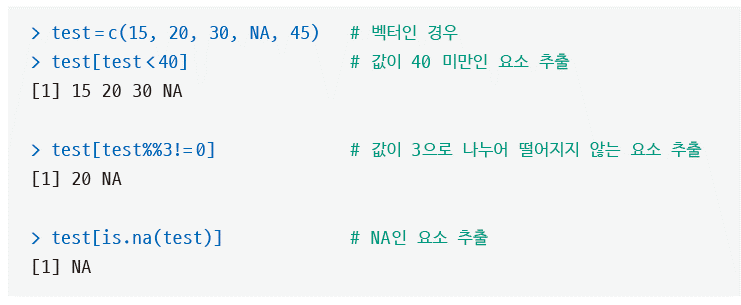 > test=c(15, 20, 30, NA, 45) # 벡터인 경우
> test[test<40] # 값이 40 미만인 요소 추출
[1] 15 20 30 NA
> test[test%%3!=0] # 값이 3으로 나누어 떨어지지 않는 요소 추출
[1] 20 NA
> test[is.na(test)] # NA인 요소 추출
[1] NA